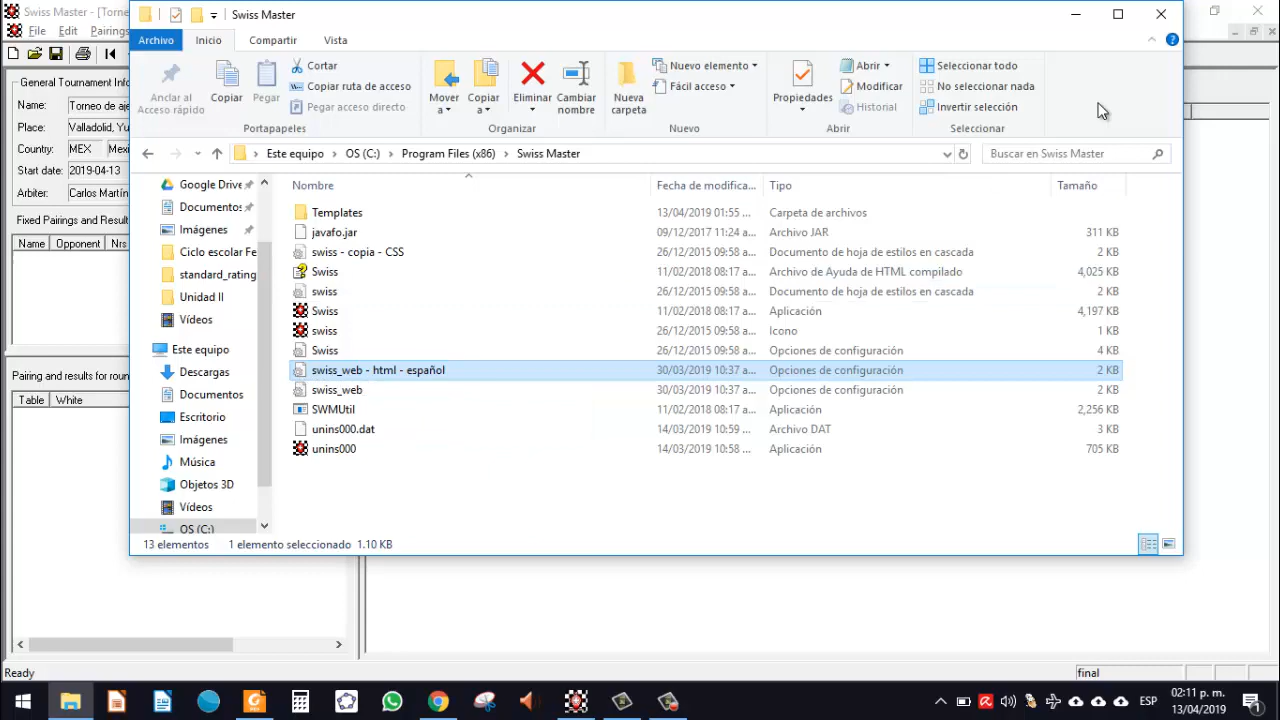 Swiss Master - [Torne
Swiss Master
File Edit Pairings
Archivo Inicio Compartir Vista
Anclar al Acceso rápido
Copiar
Pegar
Cortar
Copiar ruta de acceso
Pegar acceso directo
Portapapeles
Mover a
Copiar a
Eliminar
Cambiar nombre
Organizar
Nueva carpeta
Nuevo elemento
Fácil acceso
Nuevo
Propiedades
Abrir
Modificar
Historial
Abrir
Seleccionar todo
No seleccionar nada
Invertir selección
Seleccionar
Este equipo > OS (C:) > Program Files (x86) > Swiss Master
Buscar en Swiss Master
General Tournament Info
Name: Torneo de aje
Place: Valladolid, Yu
Country: MEX Mexi
Start date: 2019-04-13
Arbiter: Carlos Martín
Fixed Pairings and Result
Name Opponent Nrs
Pairing and results for roun
Table White
Google Drive
Documentos
Imágenes
Ciclo escolar Fe
standard_rating
Unidad II
Vídeos
Este equipo
Descargas
Documentos
Escritorio
Imágenes
Música
Objetos 3D
Vídeos
OS (C:)
Nombre Fecha de modifica... Tipo Tamaño
Templates 13/04/2019 01:55 ... Carpeta de archivos
javafo.jar 09/12/2017 11:24 a... Archivo JAR 311 KB
swiss - copia - CSS 26/12/2015 09:58 a... Documento de hoja de estilos en cascada 2 KB
Swiss 11/02/2018 08:17 a... Archivo de Ayuda de HTML compilado 4,025 KB
swiss 26/12/2015 09:58 a... Documento de hoja de estilos en cascada 2 KB
Swiss 11/02/2018 08:17 a... Aplicación 4,197 KB
swiss 26/12/2015 09:58 a... Icono 1 KB
Swiss 26/12/2015 09:58 a... Opciones de configuración 4 KB
swiss_web - html - español 30/03/2019 10:37 a... Opciones de configuración 2 KB
swiss_web 30/03/2019 10:37 a... Opciones de configuración 2 KB
SWMUtil 11/02/2018 08:17 a... Aplicación 2,256 KB
unins000.dat 14/03/2019 10:59 ... Archivo DAT 3 KB
unins000 14/03/2019 10:58 ... Aplicación 705 KB
13 elementos 1 elemento seleccionado 1.10 KB
Ready
final
ESP
02:11 p. m.
13/04/2019
1